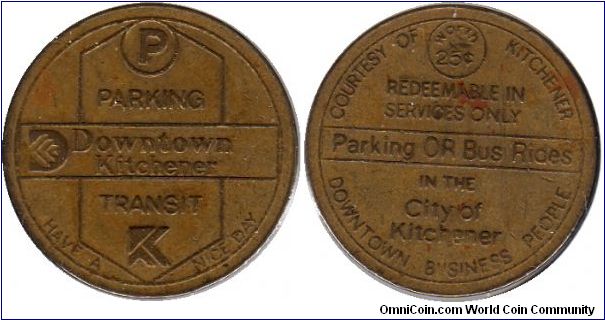 P
PARKING
Downtown
Kitchener
TRANSIT
K
HAVE A NICE DAY
COURTESY OF KITCHENER
WORTH
25¢
REDEEMABLE IN
SERVICES ONLY
Parking OR Bus Rides
IN THE
City of
Kitchener
DOWNTOWN BUSINESS PEOPLE
OmniCoin.com World Coin Community